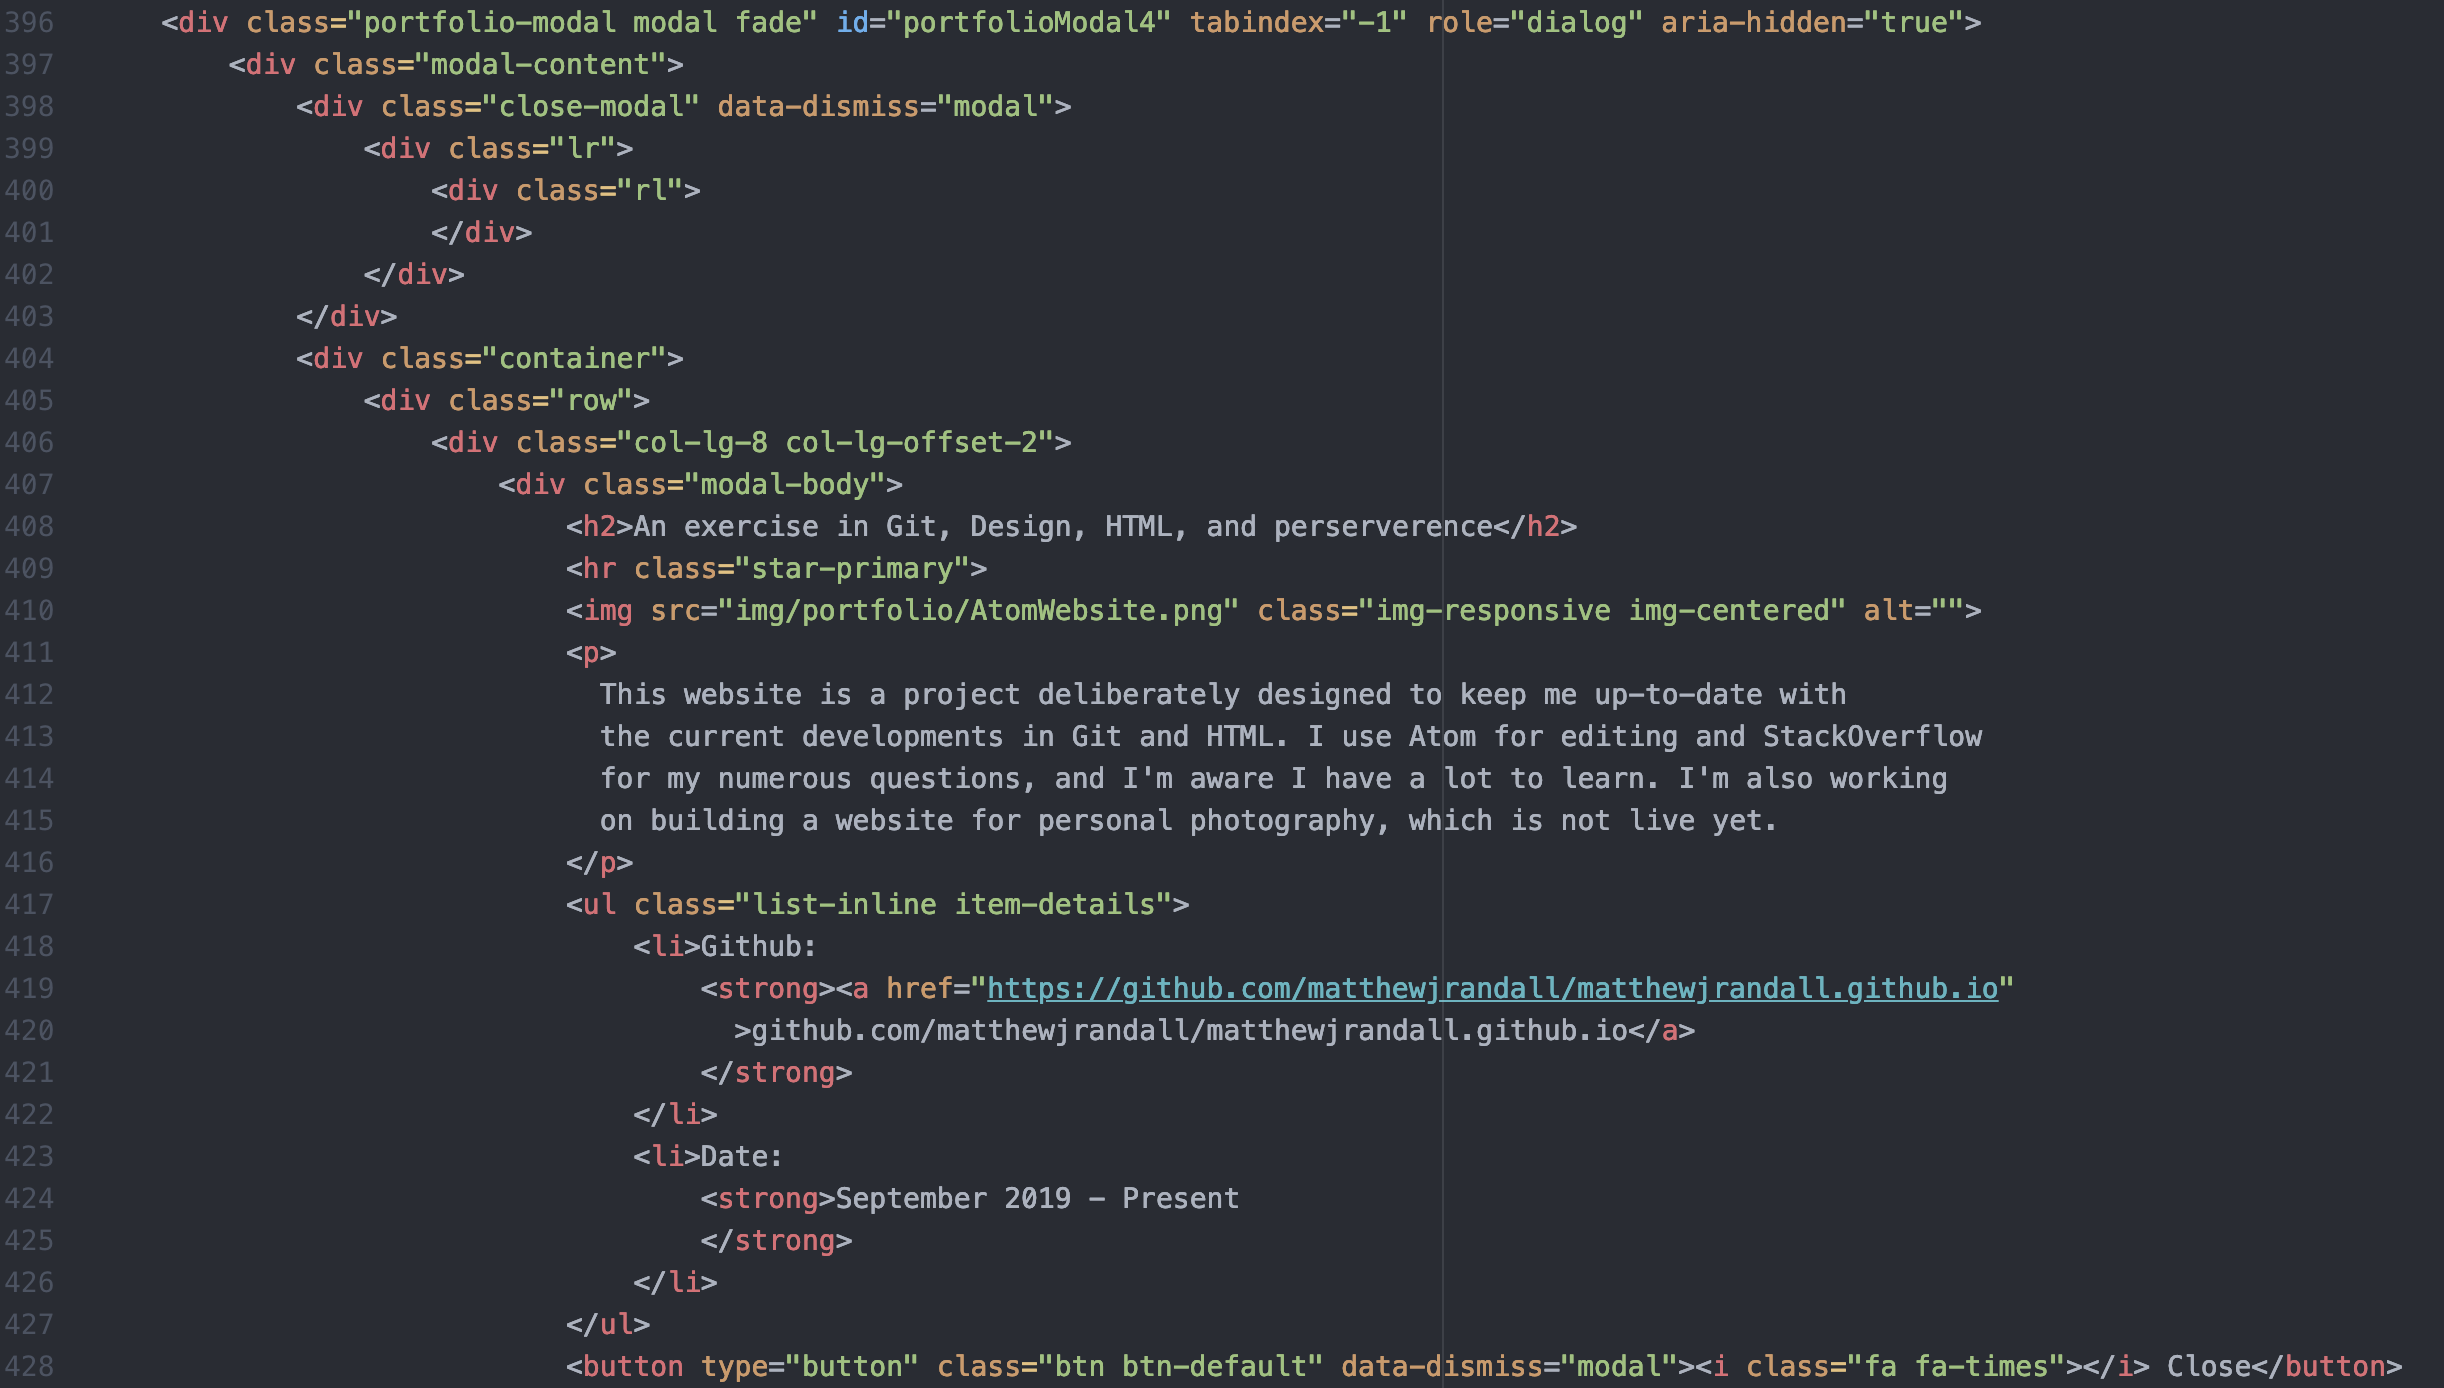 396 <div class="portfolio-modal modal fade" id="portfolioModal4" tabindex="-1" role="dialog" aria-hidden="true">
397 <div class="modal-content">
398 <div class="close-modal" data-dismiss="modal">
399 <div class="lr">
400 <div class="rl">
401 </div>
402 </div>
403 </div>
404 <div class="container">
405 <div class="row">
406 <div class="col-lg-8 col-lg-offset-2">
407 <div class="modal-body">
408 <h2>An exercise in Git, Design, HTML, and perserverence</h2>
409 <hr class="star-primary">
410 <img src="img/portfolio/AtomWebsite.png" class="img-responsive img-centered" alt="">
411 <p>
412 This website is a project deliberately designed to keep me up-to-date with
413 the current developments in Git and HTML. I use Atom for editing and StackOverflow
414 for my numerous questions, and I'm aware I have a lot to learn. I'm also working
415 on building a website for personal photography, which is not live yet.
416 </p>
417 <ul class="list-inline item-details">
418 <li>Github:
419 <strong><a href="https://github.com/matthewjrandall/matthewjrandall.github.io"
420 >github.com/matthewjrandall/matthewjrandall.github.io</a>
421 </strong>
422 </li>
423 <li>Date:
424 <strong>September 2019 - Present
425 </strong>
426 </li>
427 </ul>
428 <button type="button" class="btn btn-default" data-dismiss="modal"><i class="fa fa-times"></i> Close</button>